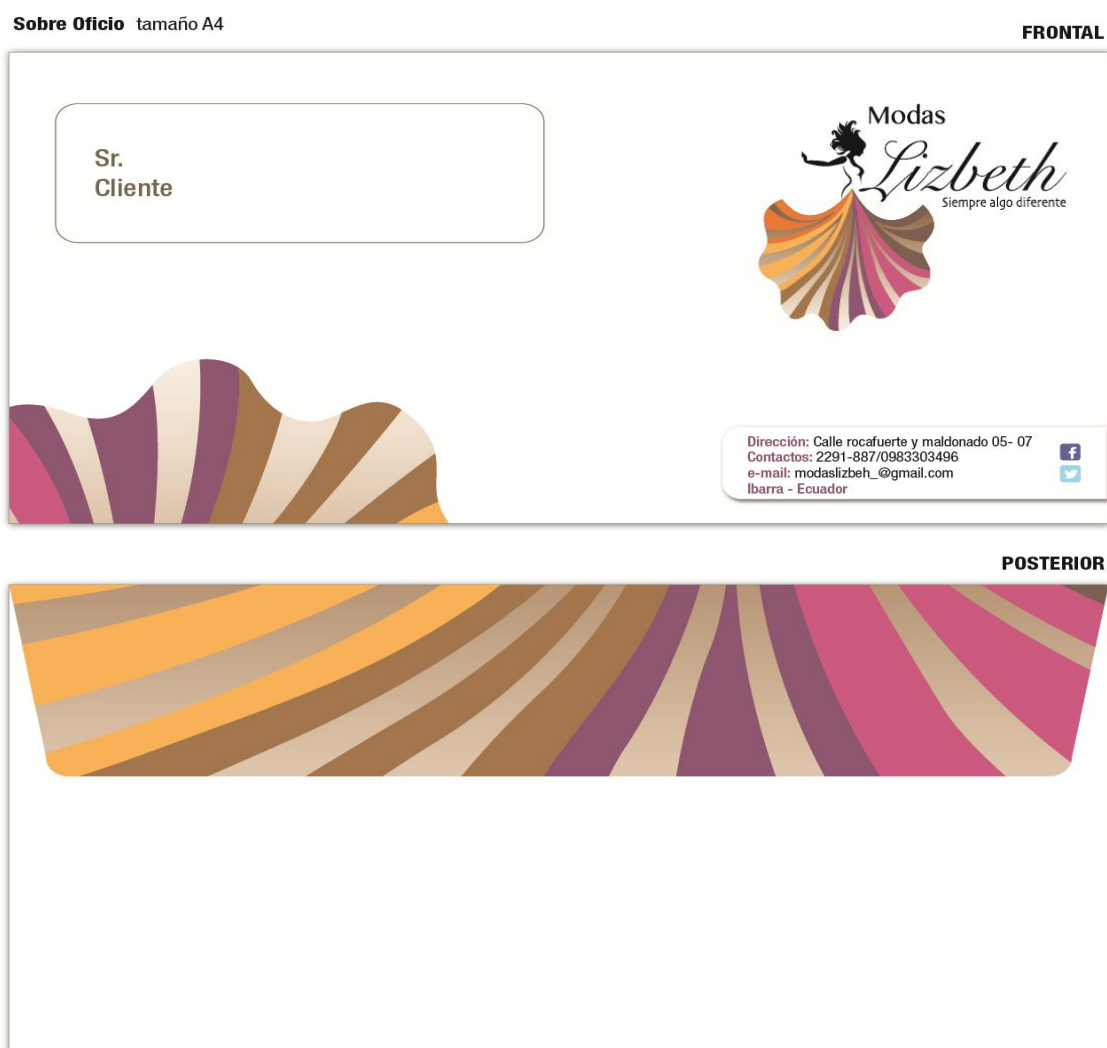 Sobre Oficio tamaño A4
FRONTAL
Sr.
Cliente
Modas
Lizbeth
Siempre algo diferente
Dirección: Calle rocafuerte y maldonado 05- 07
Contactos: 2291-887/0983303496
e-mail: modaslizbeh_@gmail.com
Ibarra - Ecuador
POSTERIOR